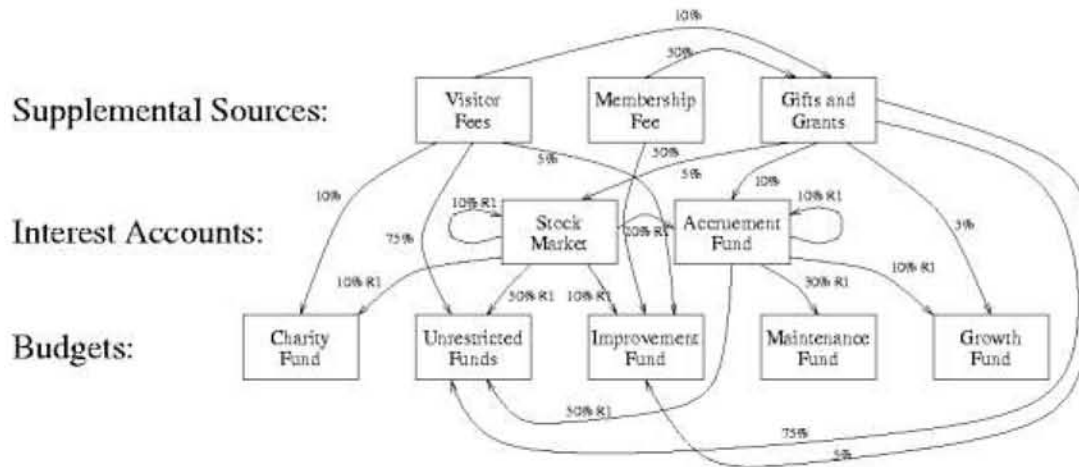 10%
50%
Supplemental Sources:
Visitor
Fees
Membership
Fee
Gifts and
Grants
5%
50%
5%
10%
10%
10% R1
10% R1
Interest Accounts:
75%
Stock
Market
20% R1
Accruement
Fund
5%
10% R1
50% R1
10% R1
30% R1
10% R1
Budgets:
Charity
Fund
Unrestricted
Funds
Improvement
Fund
Maintenance
Fund
Growth
Fund
50% R1
75%
5%